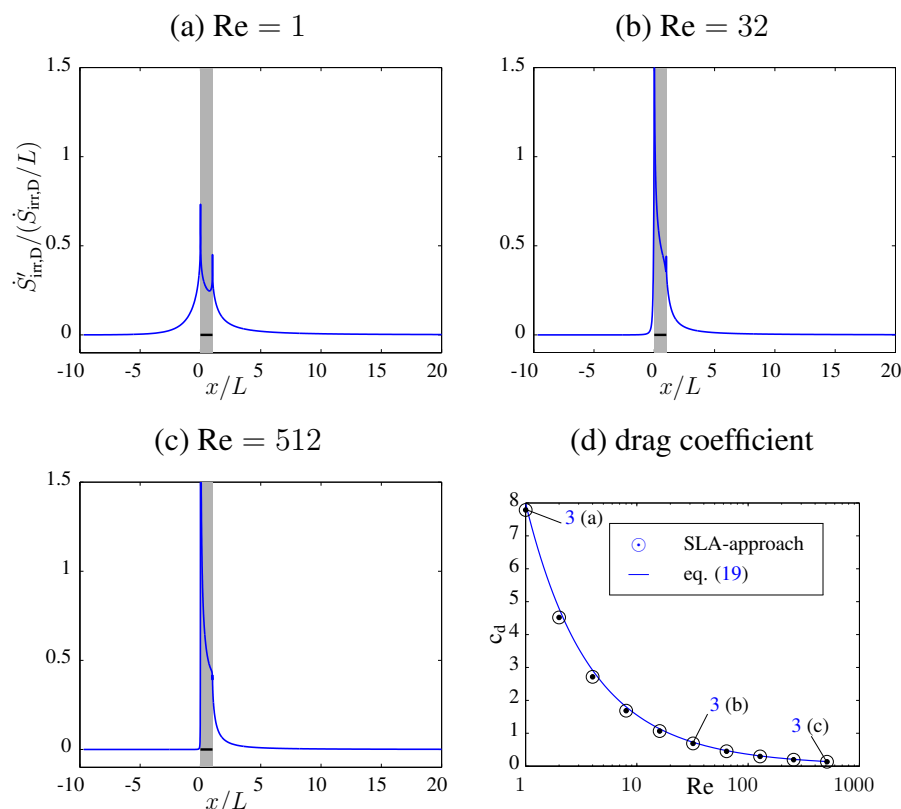 (a) Re = 1
1.5
1
0.5
0
-10 -5 0 5 10 15 20
x/L
Ṡ′irr,D/(Ṡirr,D/L)
(b) Re = 32
1.5
1
0.5
0
-10 -5 0 5 10 15 20
x/L
(c) Re = 512
1.5
1
0.5
0
-10 -5 0 5 10 15 20
x/L
(d) drag coefficient
8
7
6
5
4
3
2
1
0
c_d
3 (a)
SLA-approach
eq. (19)
3 (b)
3 (c)
1 10 100 1000
Re